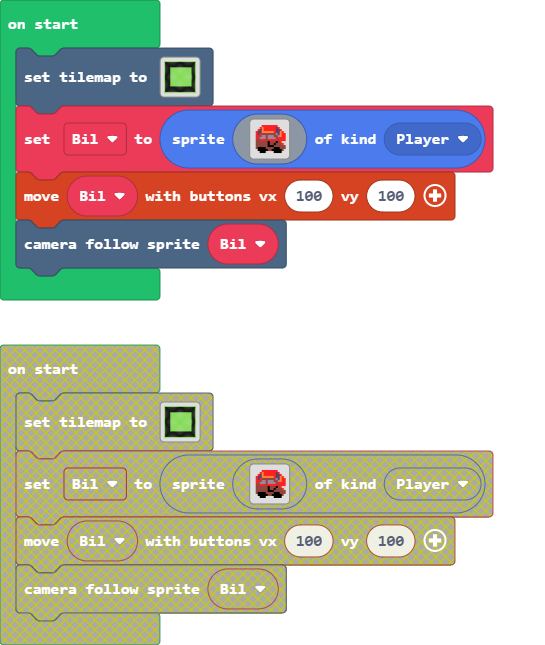 on start
set tilemap to
set Bil to sprite of kind Player
move Bil with buttons vx 100 vy 100
camera follow sprite Bil
on start
set tilemap to
set Bil to sprite of kind Player
move Bil with buttons vx 100 vy 100
camera follow sprite Bil